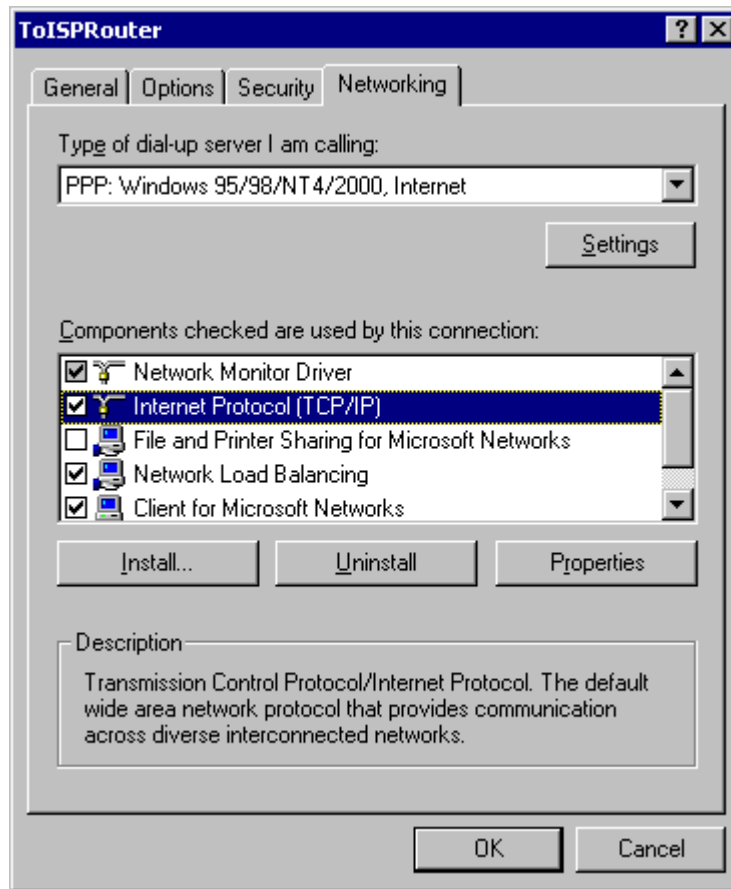 ToISPRouter
General
Options
Security
Networking
Type of dial-up server I am calling:
PPP: Windows 95/98/NT4/2000, Internet
Settings
Components checked are used by this connection:
Network Monitor Driver
Internet Protocol (TCP/IP)
File and Printer Sharing for Microsoft Networks
Network Load Balancing
Client for Microsoft Networks
Install...
Uninstall
Properties
Description
Transmission Control Protocol/Internet Protocol. The default
wide area network protocol that provides communication
across diverse interconnected networks.
OK
Cancel